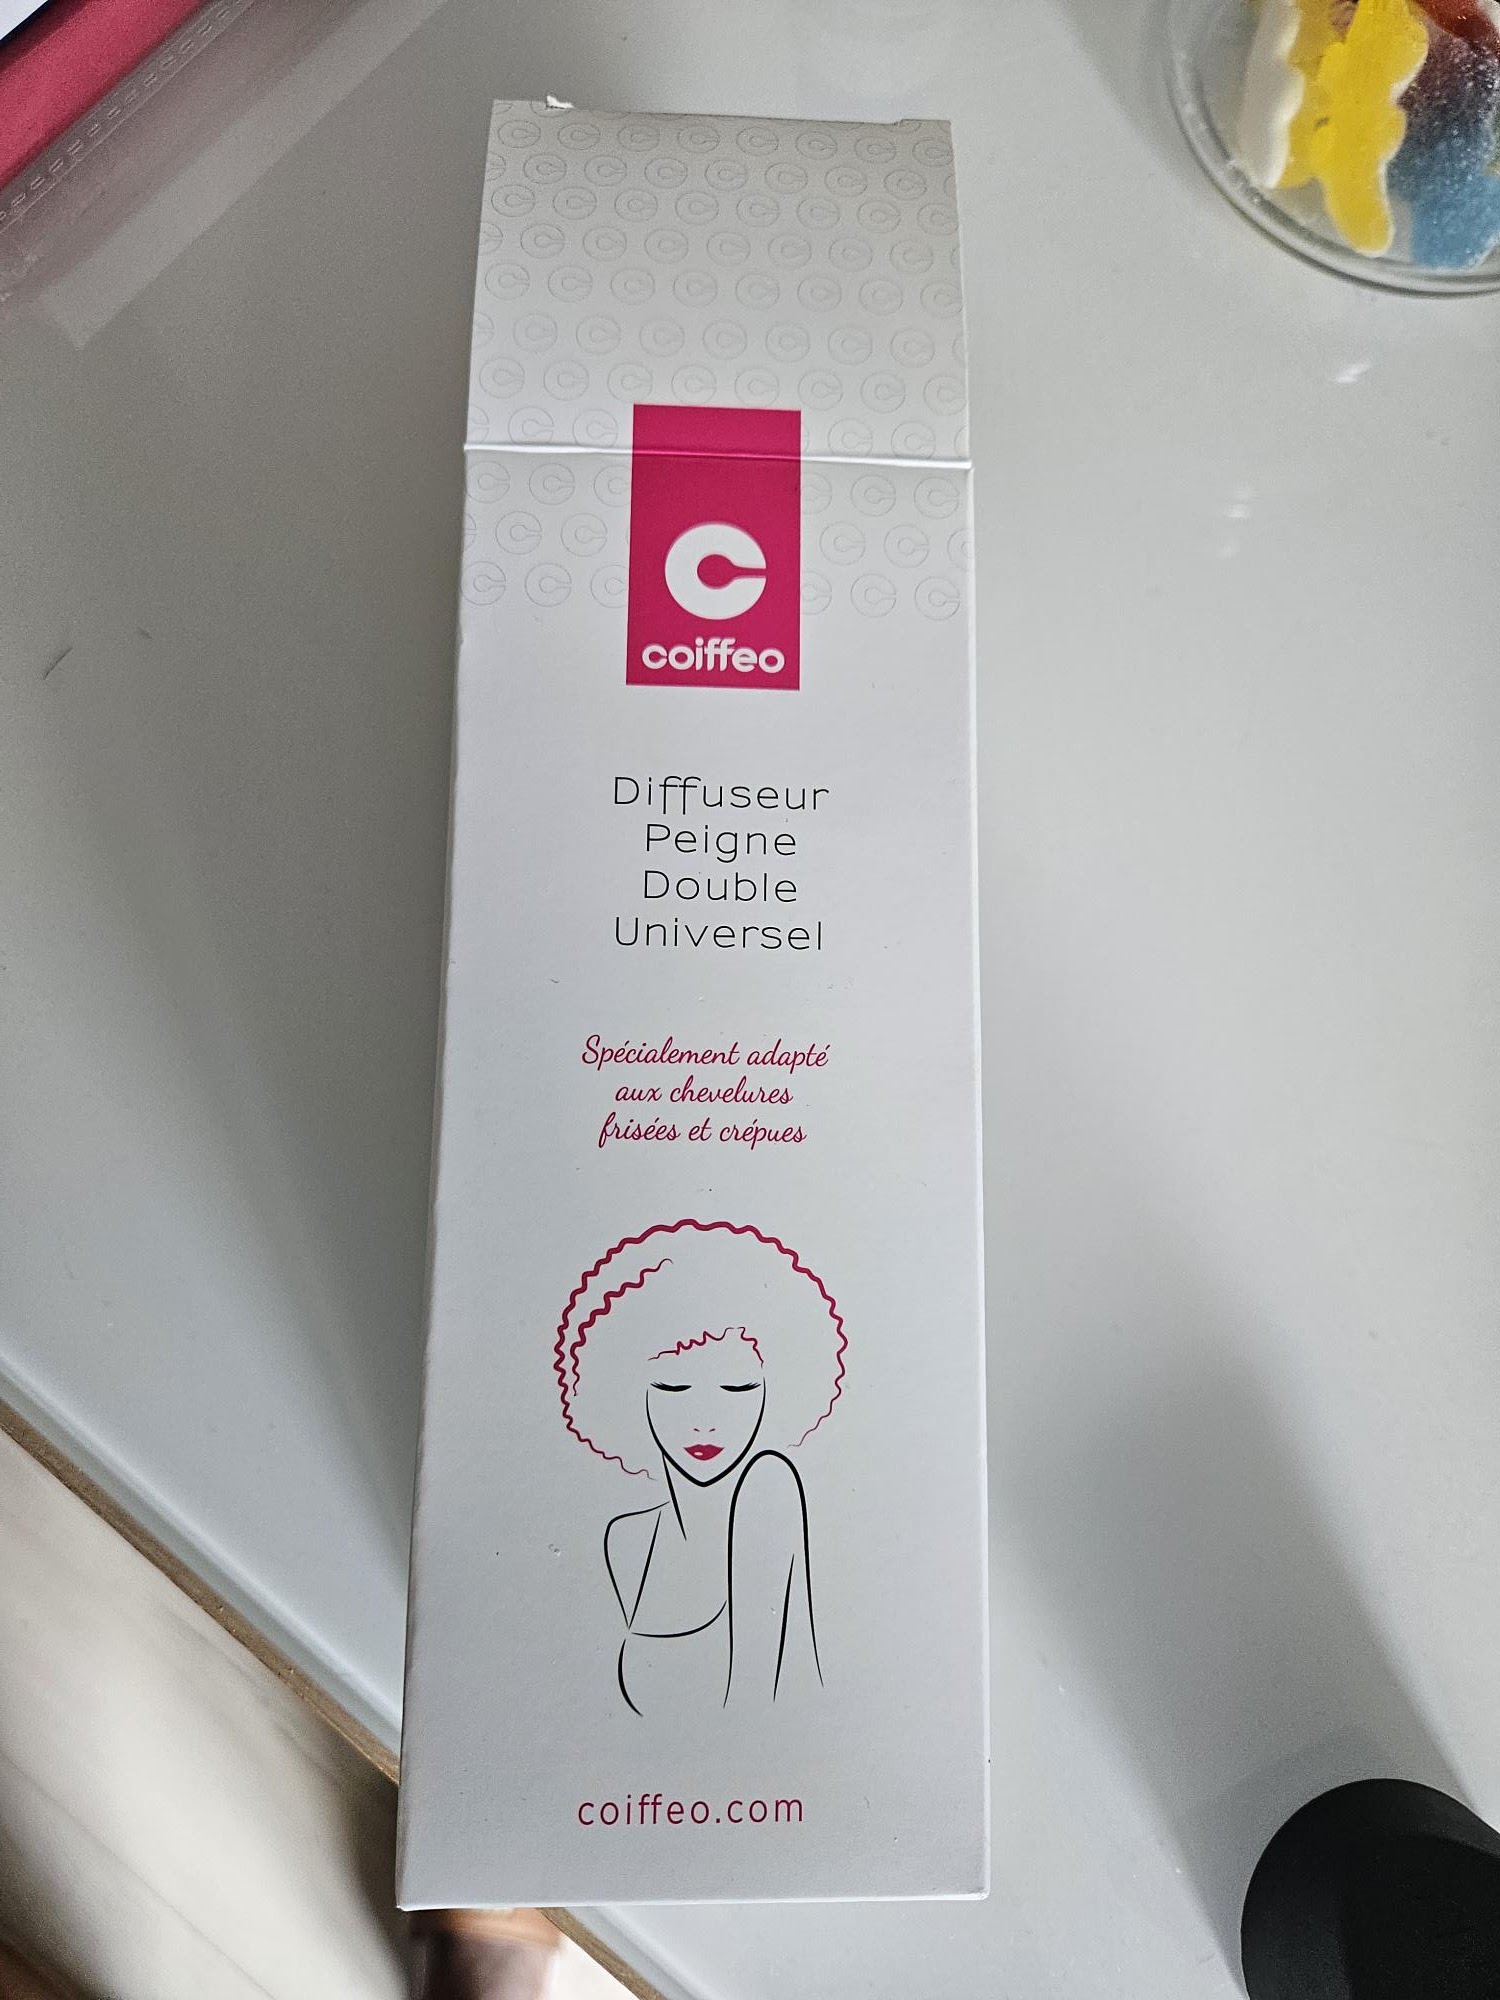 coiffeo
Diffuseur
Peigne
Double
Universel
Spécialement adapté
aux chevelures
frisées et crépues
coiffeo.com